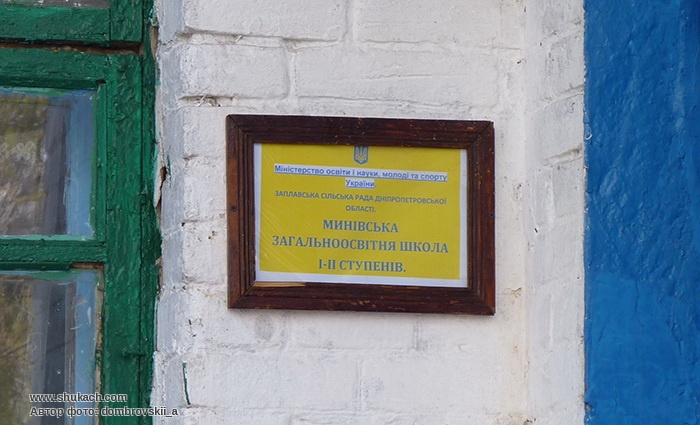 Міністерство освіти і науки, молоді та спорту
України
ЗАПЛАВСЬКА СІЛЬСЬКА РАДА ДНІПРОПЕТРОВСЬКОЇ
ОБЛАСТІ.
МИНІВСЬКА
ЗАГАЛЬНООСВІТНЯ ШКОЛА
І-ІІ СТУПЕНІВ.
www.shukach.com
Автор фото: dombrovskii_a